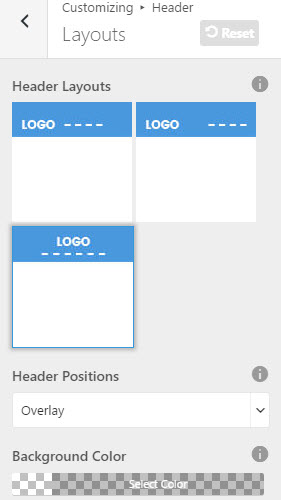 Customizing ▸ Header
Layouts
Reset
Header Layouts
LOGO
LOGO
LOGO
Header Positions
Overlay
Background Color
Select Color